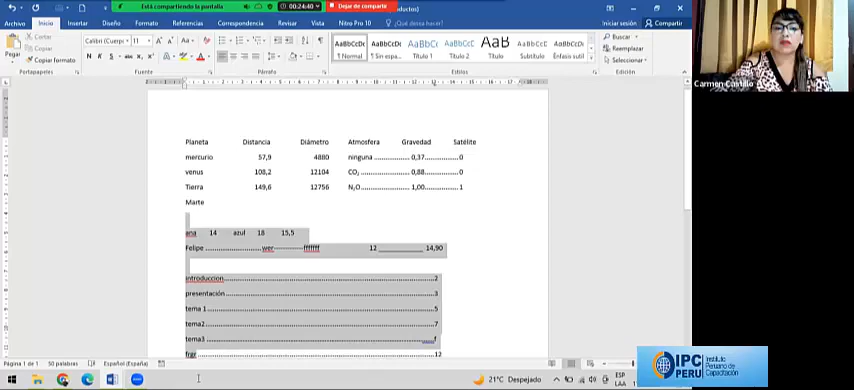 Está compartiendo la pantalla
00:24:40
Dejar de compartir
oductos)
Archivo Inicio Insertar Diseño Formato Referencias Correspondencia Revisar Vista Nitro Pro 10 ¿Qué desea hacer? Iniciar sesión Compartir
Pegar
Cortar
Copiar
Copiar formato
Portapapeles
Calibri (Cuerpo) 11
N K S
Fuente
Párrafo
AaBbCcDc AaBbCcDc AaBbCc AaBbCcC AaB AaBbCcC AaBbCcDc
¶ Normal ¶ Sin espa... Título 1 Título 2 Título Subtítulo Énfasis sutil
Estilos
Buscar
Reemplazar
Seleccionar
Edición
Carmen Castillo
Planeta Distancia Diámetro Atmosfera Gravedad Satélite
mercurio 57,9 4880 ninguna .................. 0,37 .................. 0
venus 108,2 12104 CO₂ .................. 0,88 .................. 0
Tierra 149,6 12756 N₂O .................. 1,00 .................. 1
Marte
ana 14 azul 18 15,5
Felipe ............................ wer --------------- fffffff 12 ____________ 14,90
introduccion .................. 2
presentación .................. 3
tema 1 .................. 5
tema2 .................. 7
tema3 .................. f
frgr .................. 12
Página 1 de 1 50 palabras Español (España)
21°C Despejado
ESP
LAA
IPC
PERU
Instituto
Peruano de
Capacitación